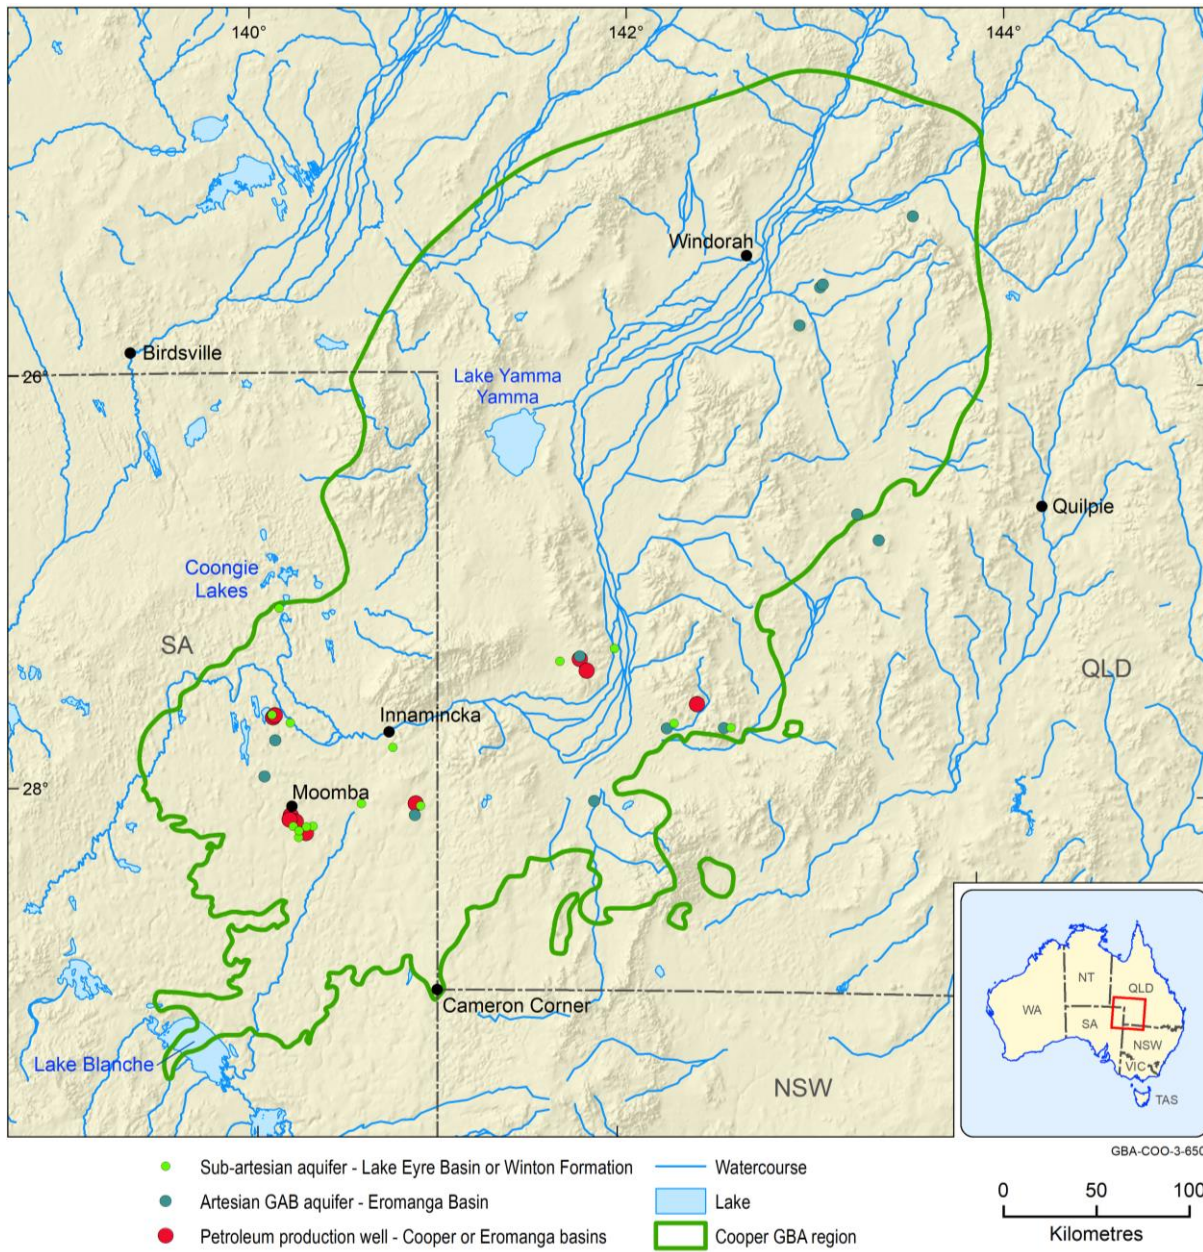 140°
142°
144°
Windorah
Birdsville
26°
Lake Yamma
Yamma
Quilpie
Coongie
Lakes
SA
QLD
Innamincka
28°
Moomba
Cameron Corner
Lake Blanche
NSW
NT
QLD
WA
SA
NSW
VIC
TAS
GBA-COO-3-650
Sub-artesian aquifer - Lake Eyre Basin or Winton Formation
Artesian GAB aquifer - Eromanga Basin
Petroleum production well - Cooper or Eromanga basins
Watercourse
Lake
Cooper GBA region
0 50 100
Kilometres